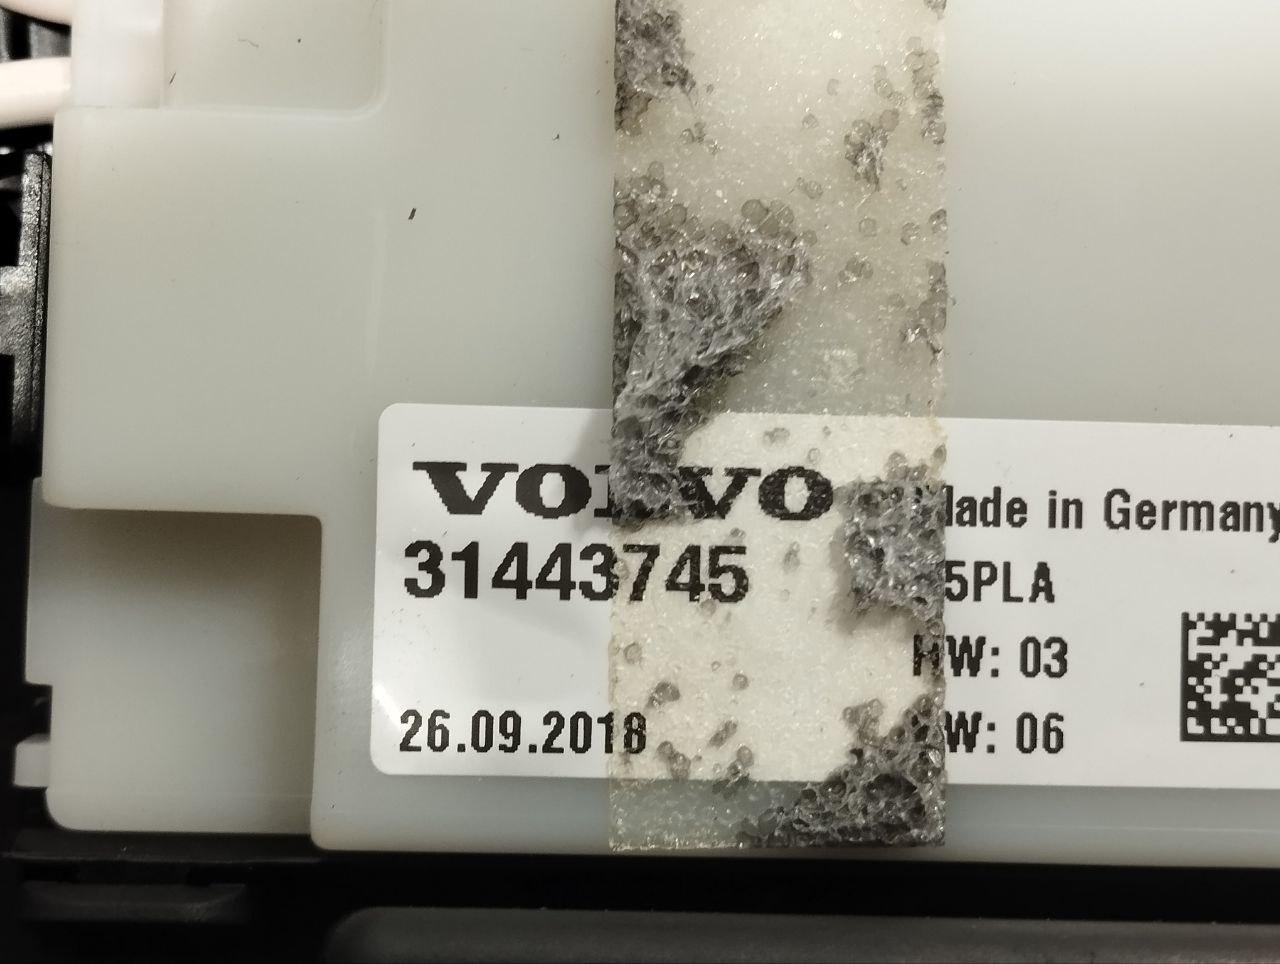 VOLVO
31443745
26.09.2018
Made in Germany
5PLA
HW: 03
W: 06